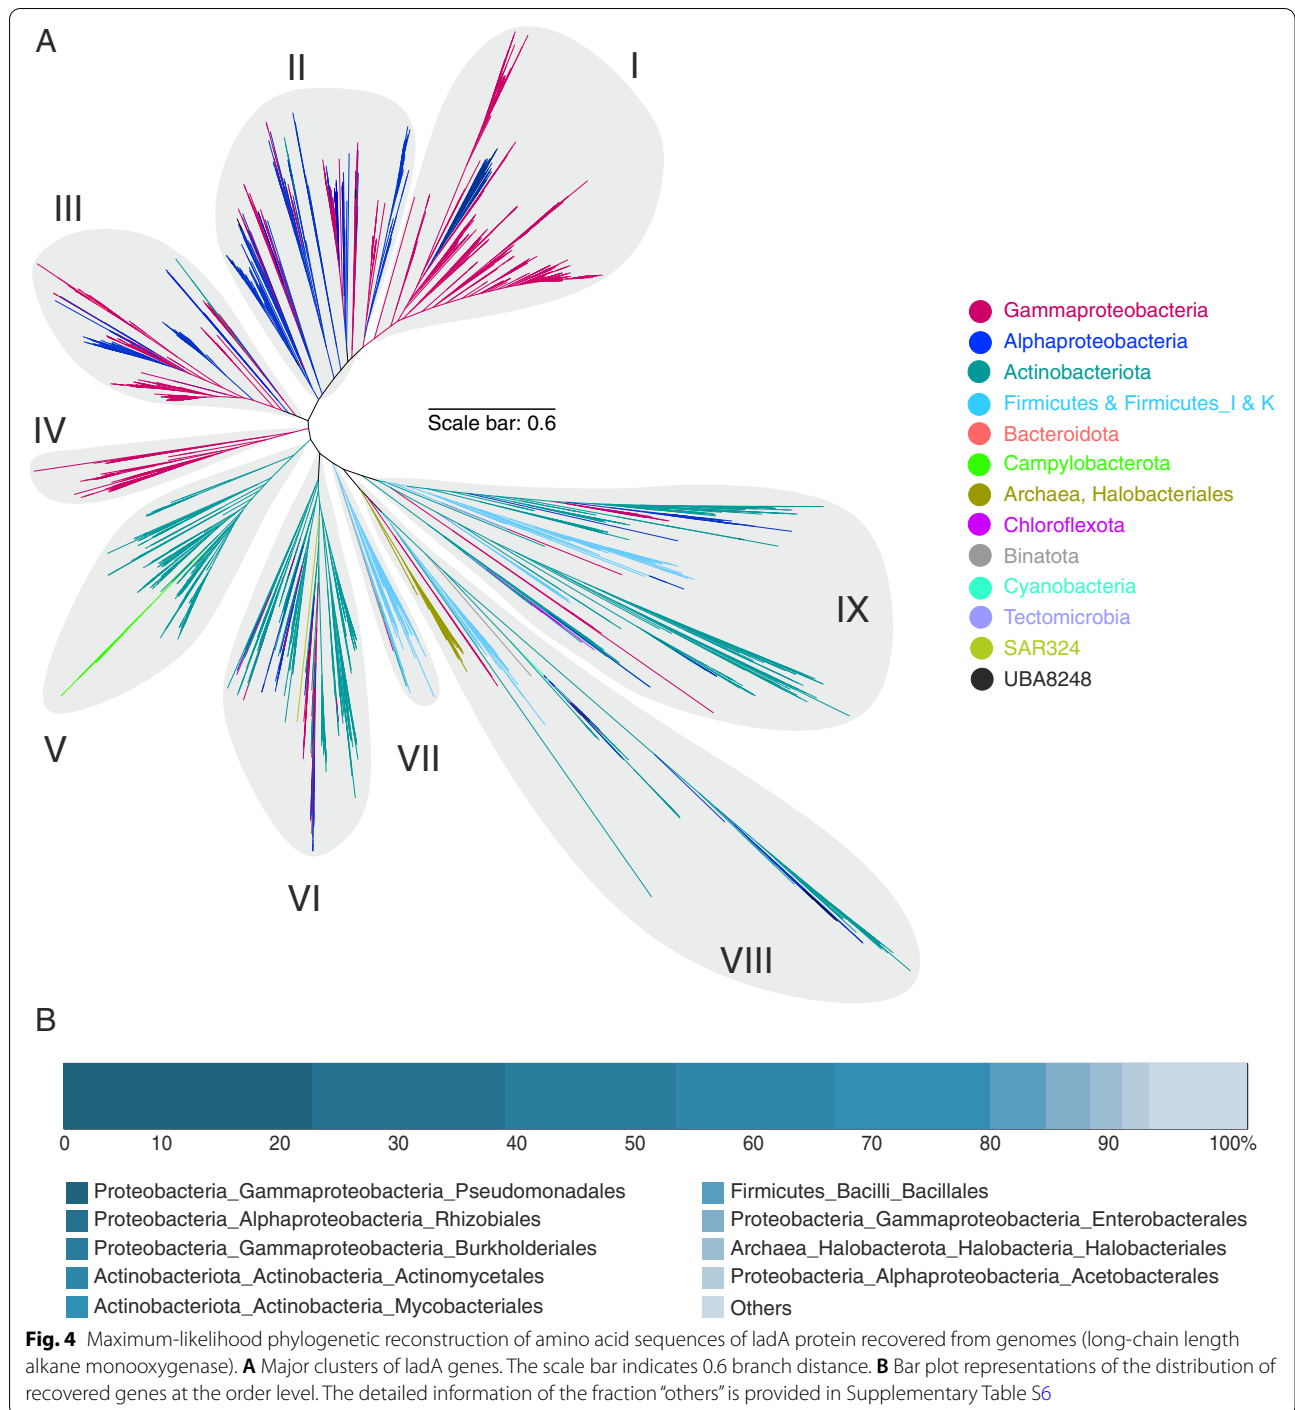 A
I
II
III
IV
V
VI
VII
VIII
IX
Scale bar: 0.6
Gammaproteobacteria
Alphaproteobacteria
Actinobacteriota
Firmicutes & Firmicutes_I & K
Bacteroidota
Campylobacterota
Archaea, Halobacteriales
Chloroflexota
Binatota
Cyanobacteria
Tectomicrobia
SAR324
UBA8248
B
0 10 20 30 40 50 60 70 80 90 100%
Proteobacteria_Gammaproteobacteria_Pseudomonadales
Proteobacteria_Alphaproteobacteria_Rhizobiales
Proteobacteria_Gammaproteobacteria_Burkholderiales
Actinobacteriota_Actinobacteria_Actinomycetales
Actinobacteriota_Actinobacteria_Mycobacteriales
Firmicutes_Bacilli_Bacillales
Proteobacteria_Gammaproteobacteria_Enterobacterales
Archaea_Halobacterota_Halobacteria_Halobacteriales
Proteobacteria_Alphaproteobacteria_Acetobacterales
Others
Fig. 4 Maximum-likelihood phylogenetic reconstruction of amino acid sequences of ladA protein recovered from genomes (long-chain length
alkane monooxygenase). A Major clusters of ladA genes. The scale bar indicates 0.6 branch distance. B Bar plot representations of the distribution of
recovered genes at the order level. The detailed information of the fraction "others" is provided in Supplementary Table S6